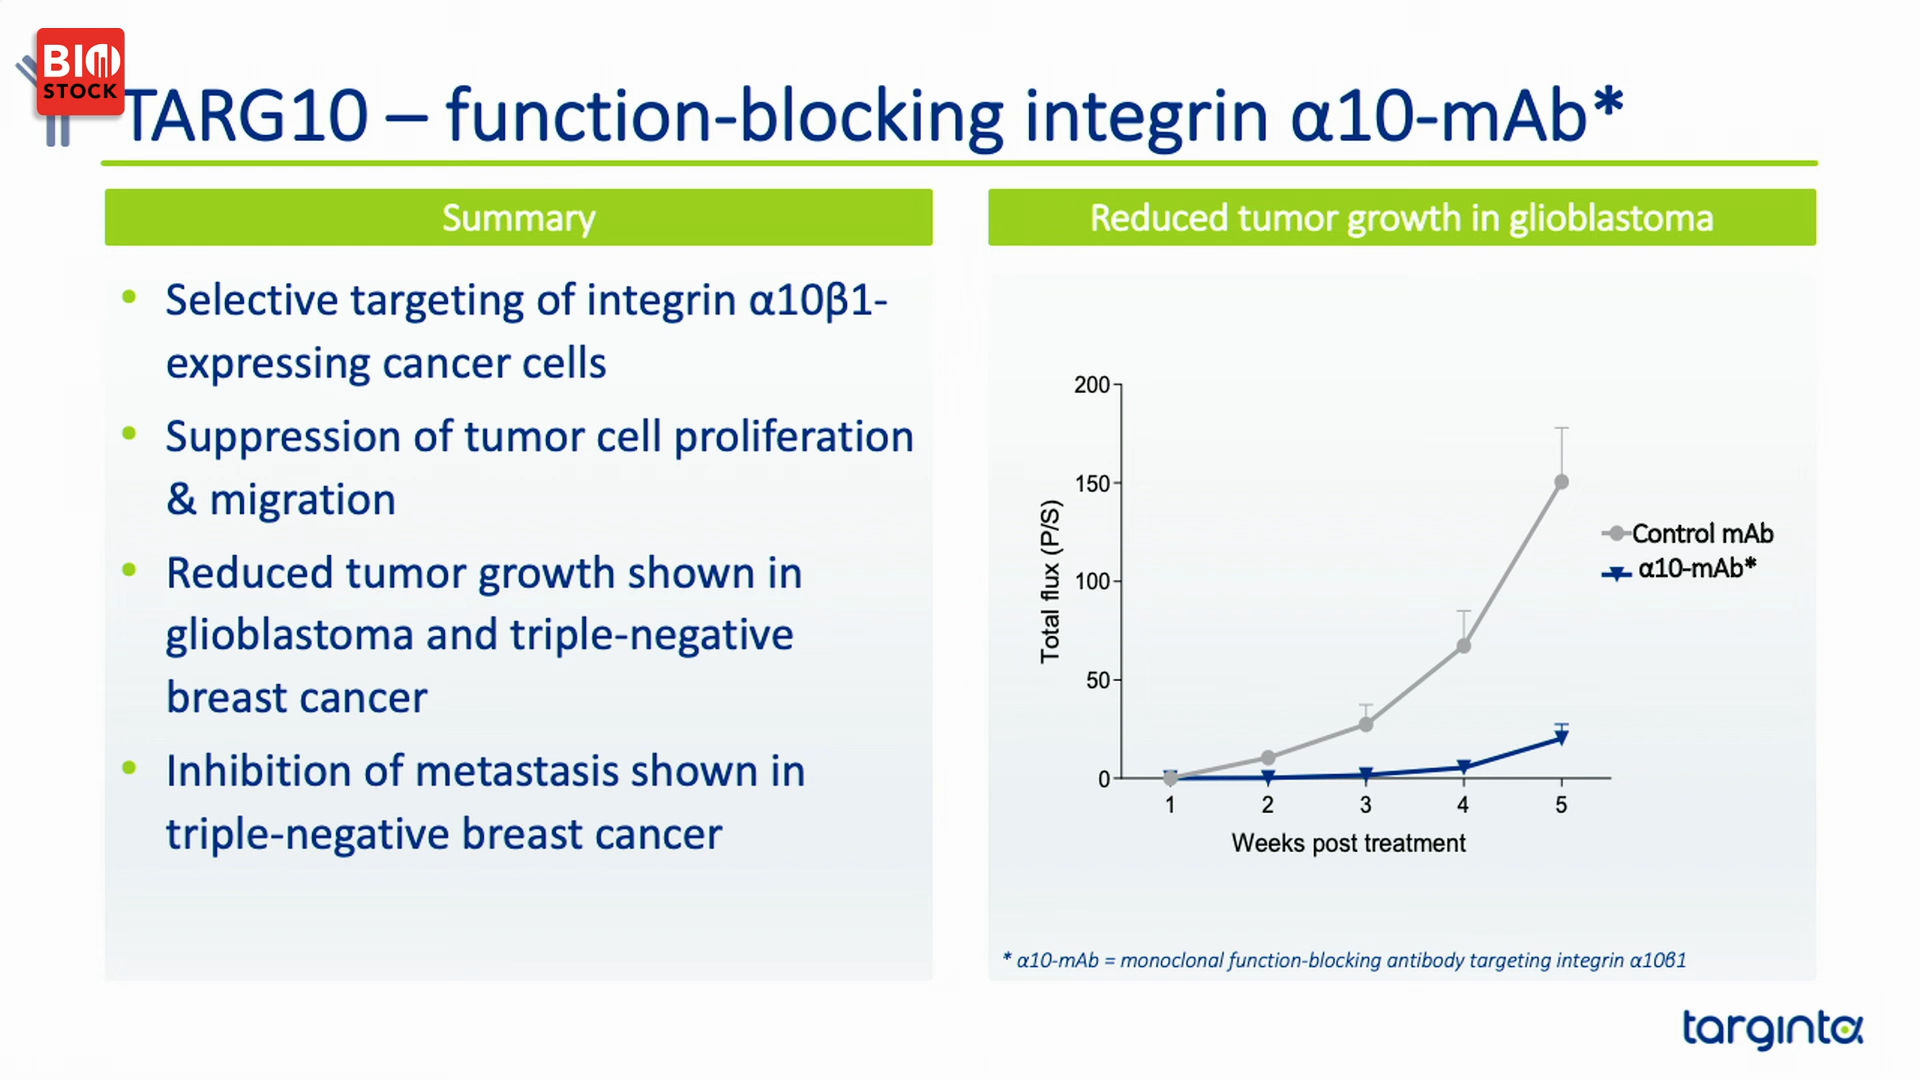 BIO
STOCK
TARG10 – function-blocking integrin α10-mAb*
Summary
• Selective targeting of integrin α10β1-
expressing cancer cells
• Suppression of tumor cell proliferation
& migration
• Reduced tumor growth shown in
glioblastoma and triple-negative
breast cancer
• Inhibition of metastasis shown in
triple-negative breast cancer
Reduced tumor growth in glioblastoma
200
150
100
50
0
Total flux (P/S)
1 2 3 4 5
Weeks post treatment
Control mAb
α10-mAb*
* α10-mAb = monoclonal function-blocking antibody targeting integrin α10β1
targinta